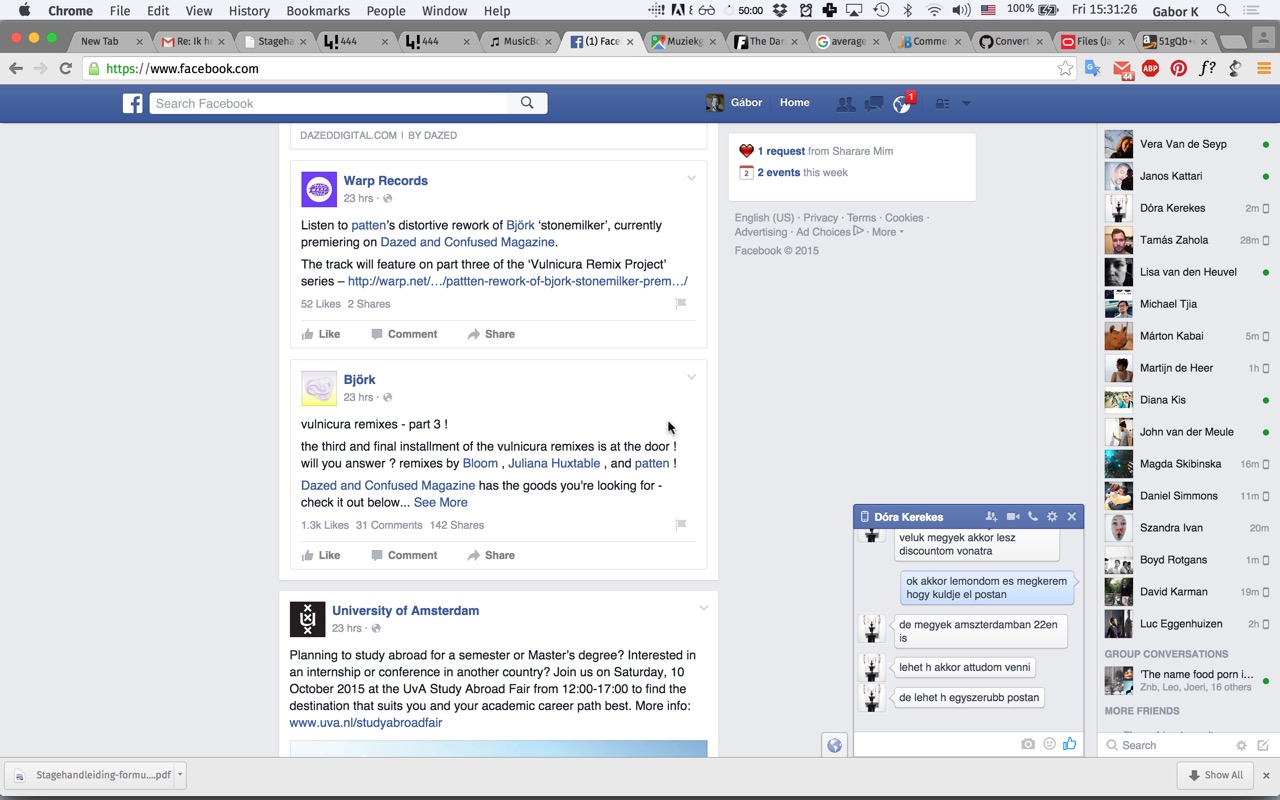 Chrome File Edit View History Bookmarks People Window Help 50:00 100% Fri 15:31:26 Gabor K
New Tab Re: Ik he Stageha 444 444 MusicBo (1) Face Muziekg The Dar average Comme Convert Files (Ja 51gQb+
https://www.facebook.com 44 ABP f?
Search Facebook Gábor Home 1
DAZEDDIGITAL.COM | BY DAZED
Warp Records
23 hrs ·
Listen to patten's distortive rework of Björk 'stonemilker', currently
premiering on Dazed and Confused Magazine.
The track will feature on part three of the 'Vulnicura Remix Project'
series – http://warp.net/…/pattten-rework-of-bjork-stonemilker-prem…/
52 Likes 2 Shares
Like Comment Share
Björk
23 hrs ·
vulnicura remixes - part 3 !
the third and final installment of the vulnicura remixes is at the door !
will you answer ? remixes by Bloom , Juliana Huxtable , and patten !
Dazed and Confused Magazine has the goods you're looking for -
check it out below... See More
1.3k Likes 31 Comments 142 Shares
Like Comment Share
University of Amsterdam
23 hrs ·
Planning to study abroad for a semester or Master's degree? Interested in
an internship or conference in another country? Join us on Saturday, 10
October 2015 at the UvA Study Abroad Fair from 12:00-17:00 to find the
destination that suits you and your academic career path best. More info:
www.uva.nl/studyabroadfair
1 request from Sharare Mim
2 2 events this week
English (US) · Privacy · Terms · Cookies ·
Advertising · Ad Choices · More
Facebook © 2015
Dóra Kerekes
veluk megyek akkor lesz
discountom vonatra
ok akkor lemondom es megkerem
hogy kuldje el postan
de megyek amszterdamban 22en
is
lehet h akkor attudom venni
de lehet h egyszerubb postan
Vera Van de Seyp
Janos Kattari
Dóra Kerekes 2m
Tamás Zahola 28m
Lisa van den Heuvel
Michael Tjia
Márton Kabai 5m
Martijn de Heer 1h
Diana Kis
John van der Meule
Magda Skibinska 16m
Daniel Simmons 11m
Szandra Ivan 20m
Boyd Rotgans 1m
David Karman 19m
Luc Eggenhuizen 2h
GROUP CONVERSATIONS
'The name food porn i...
Znb, Leo, Joeri, 16 others
MORE FRIENDS
Search
Stagehandleiding-formu....pdf Show All